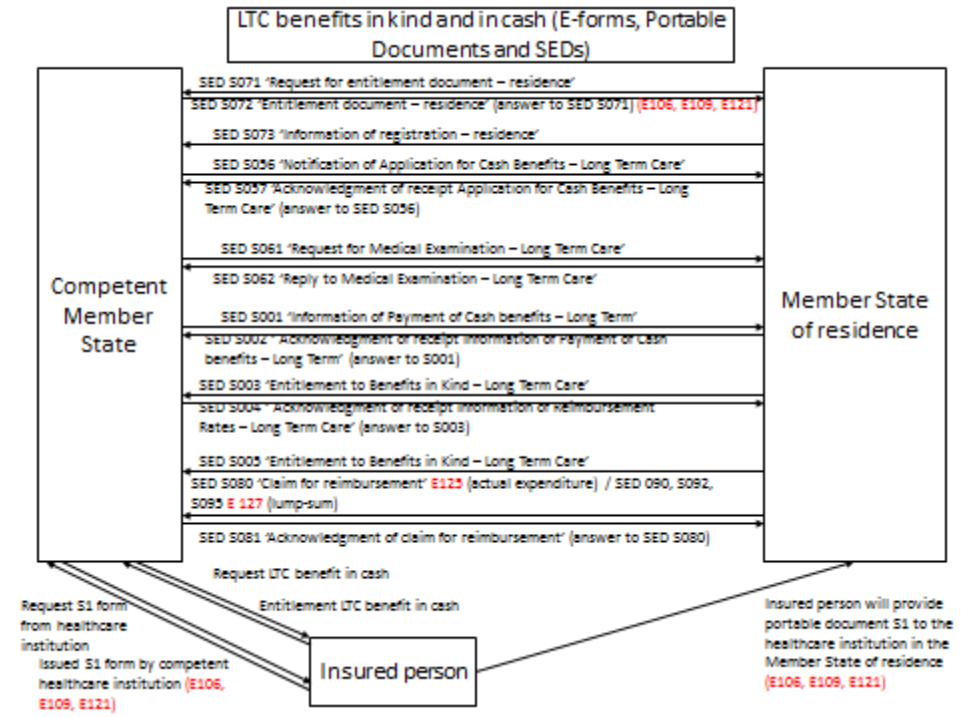 LTC benefits in kind and in cash (E-forms, Portable
Documents and SEDs)
SED S071 ‘Request for entitlement document – residence’
SED S072 ‘Entitlement document – residence’ (answer to SED S071) (E106, E109, E121)
SED S073 ‘Information of registration – residence’
SED S056 ‘Notification of Application for Cash Benefits – Long Term Care’
SED S057 ‘Acknowledgment of receipt Application for Cash Benefits – Long
Term Care’ (answer to SED S056)
SED S061 ‘Request for Medical Examination – Long Term Care’
SED S062 ‘Reply to Medical Examination – Long Term Care’
Competent
Member
State
Member State
of residence
SED S001 ‘Information of Payment of Cash benefits – Long Term’
SED S002 ‘ Acknowledgment of receipt Information of Payment of Cash
benefits – Long Term’ (answer to S001)
SED S003 ‘Entitlement to Benefits in Kind – Long Term Care’
SED S004 ‘ Acknowledgment of receipt Information of Reimbursement
Rates – Long Term Care’ (answer to S003)
SED S005 ‘Entitlement to Benefits in Kind – Long Term Care’
SED S080 ‘Claim for reimbursement’ E125 (actual expenditure) / SED 090, S092,
S095 E 127 (lump-sum)
SED S081 ‘Acknowledgment of claim for reimbursement’ (answer to SED S080)
Request LTC benefit in cash
Entitlement LTC benefit in cash
Request S1 form
from healthcare
institution
Issued S1 form by competent
healthcare institution (E106,
E109, E121)
Insured person
Insured person will provide
portable document S1 to the
healthcare institution in the
Member State of residence
(E106, E109, E121)